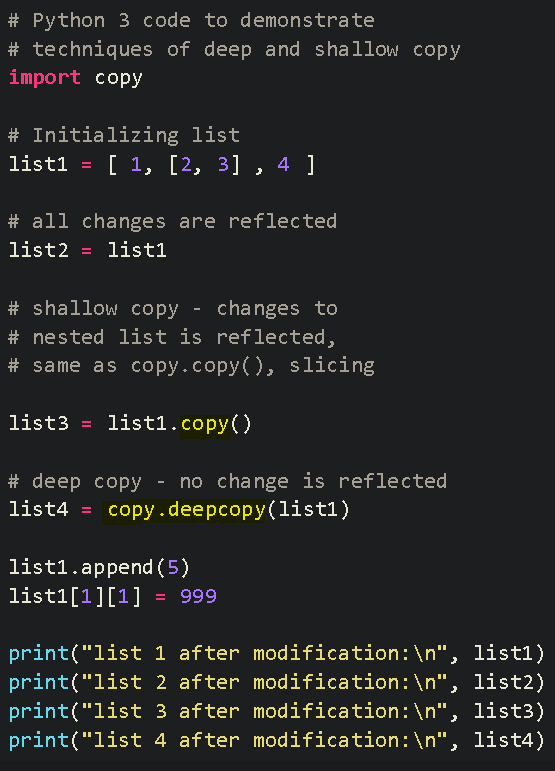 # Python 3 code to demonstrate
# techniques of deep and shallow copy
import copy
# Initializing list
list1 = [ 1, [2, 3] , 4 ]
# all changes are reflected
list2 = list1
# shallow copy - changes to
# nested list is reflected,
# same as copy.copy(), slicing
list3 = list1.copy()
# deep copy - no change is reflected
list4 = copy.deepcopy(list1)
list1.append(5)
list1[1][1] = 999
print("list 1 after modification:\n", list1)
print("list 2 after modification:\n", list2)
print("list 3 after modification:\n", list3)
print("list 4 after modification:\n", list4)